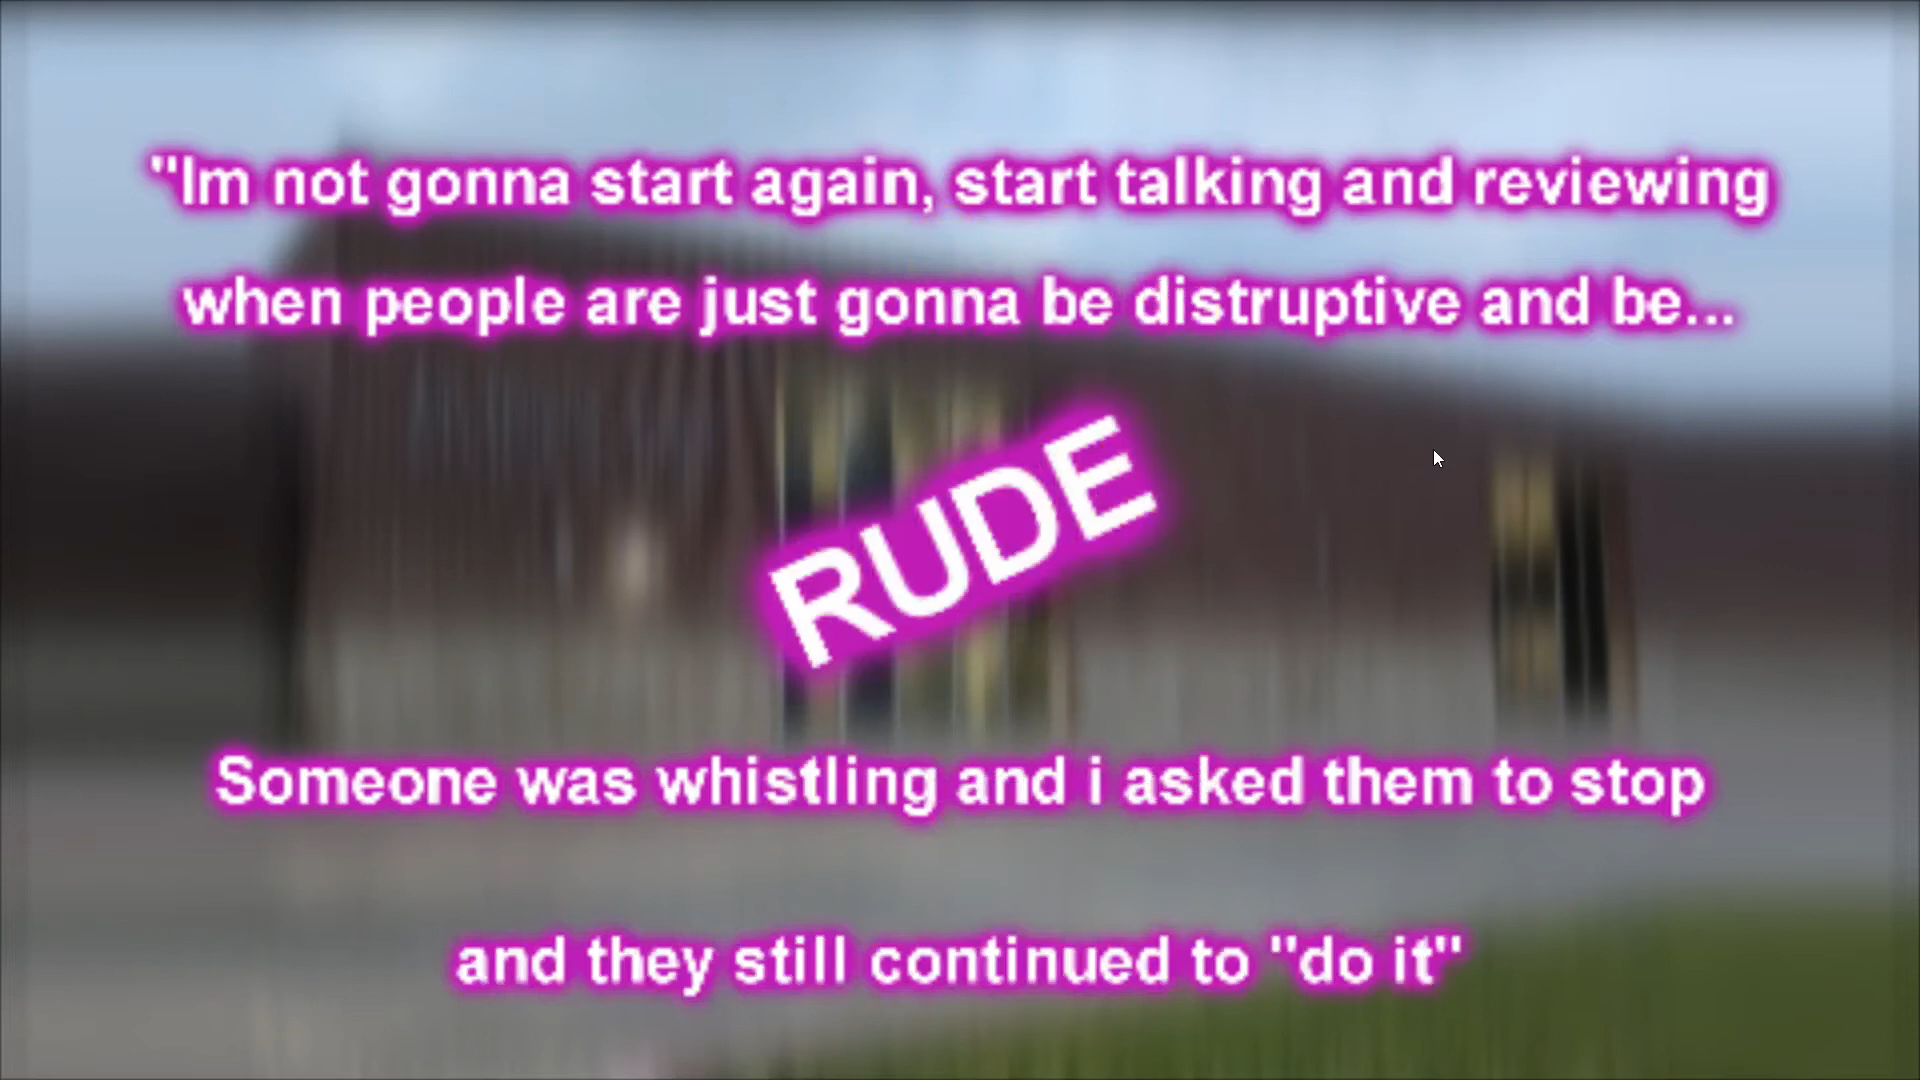 "Im not gonna start again, start talking and reviewing
when people are just gonna be distruptive and be...
RUDE
Someone was whistling and i asked them to stop
and they still continued to "do it"